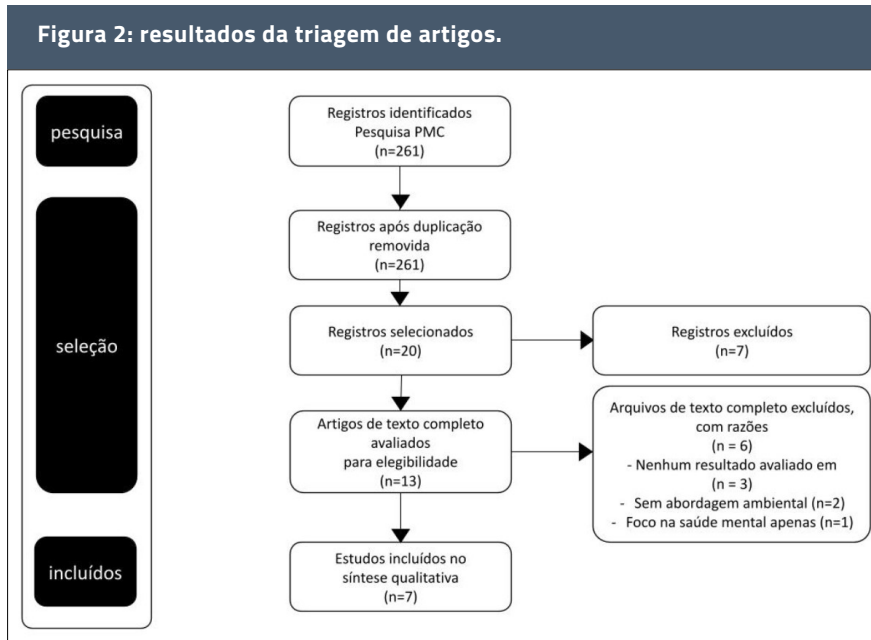 Figura 2: resultados da triagem de artigos.
pesquisa
Registros identificados
Pesquisa PMC
(n=261)
Registros após duplicação
removida
(n=261)
seleção
Registros selecionados
(n=20)
Registros excluídos
(n=7)
Artigos de texto completo
avaliados
para elegibilidade
(n=13)
Arquivos de texto completo excluídos,
com razões
(n = 6)
- Nenhum resultado avaliado em
(n = 3)
- Sem abordagem ambiental (n=2)
- Foco na saúde mental apenas (n=1)
incluídos
Estudos incluídos no
síntese qualitativa
(n=7)